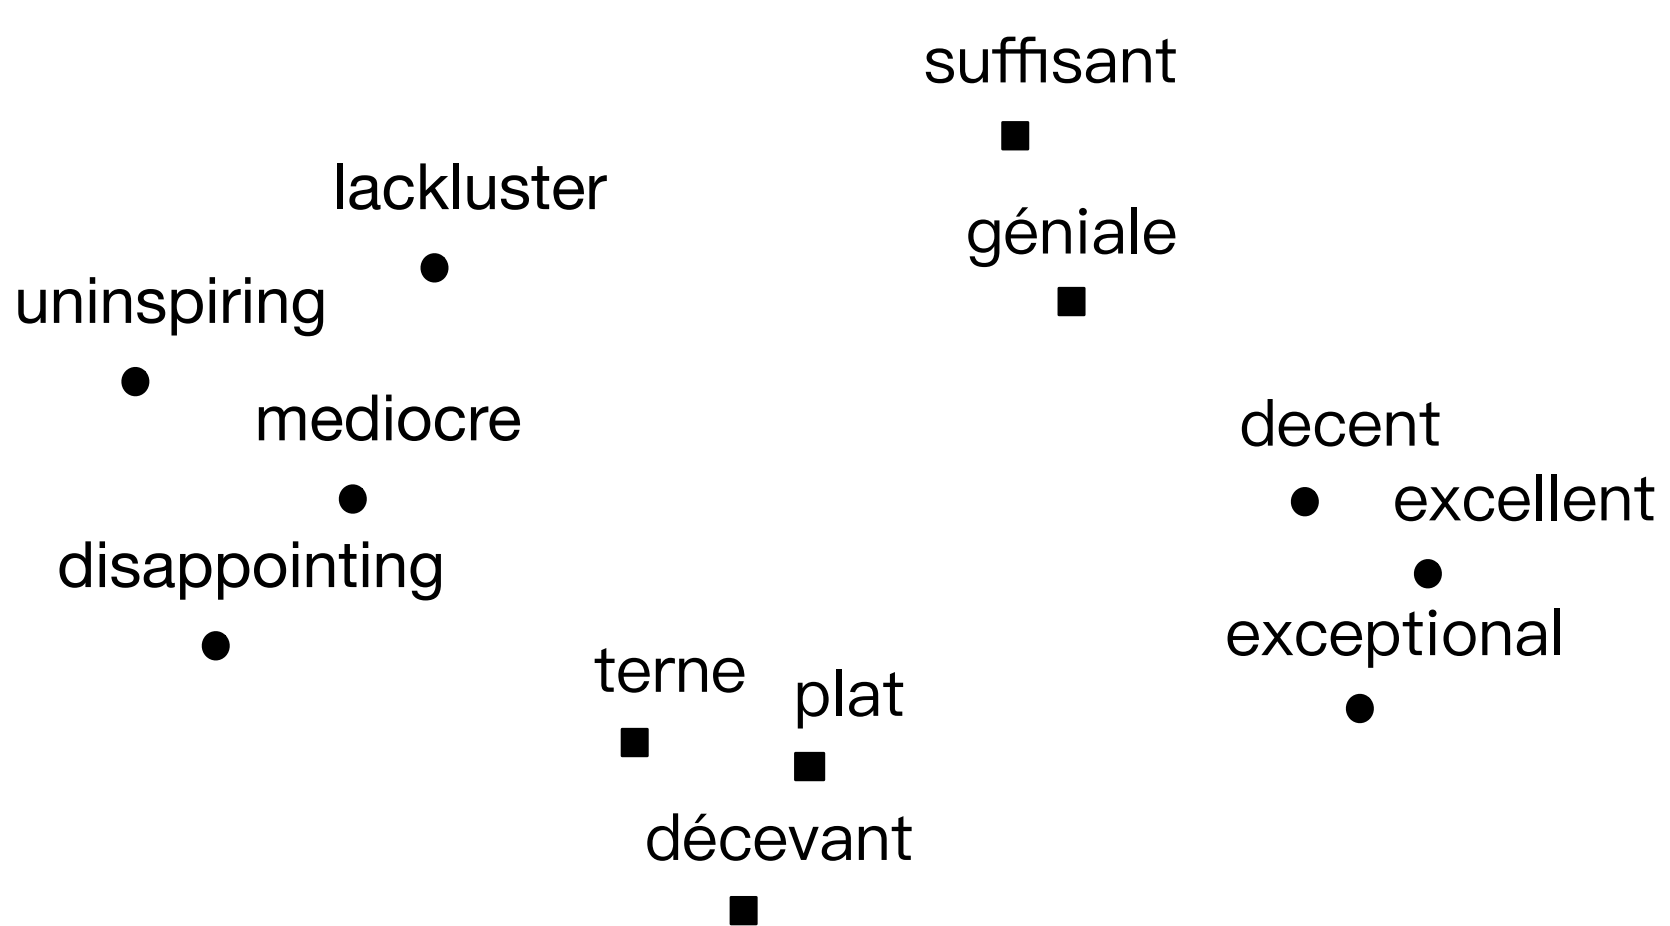 suffisant
lackluster
géniale
uninspiring
mediocre
decent
excellent
disappointing
exceptional
terne
plat
décevant